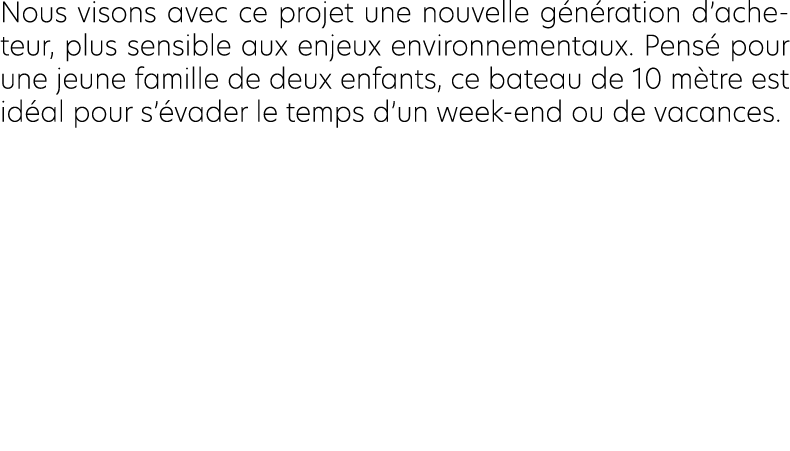 Nous visons avec ce projet une nouvelle génération d'ache-
teur, plus sensible aux enjeux environnementaux. Pensé pour
une jeune famille de deux enfants, ce bateau de 10 mètre est
idéal pour s'évader le temps d'un week-end ou de vacances.